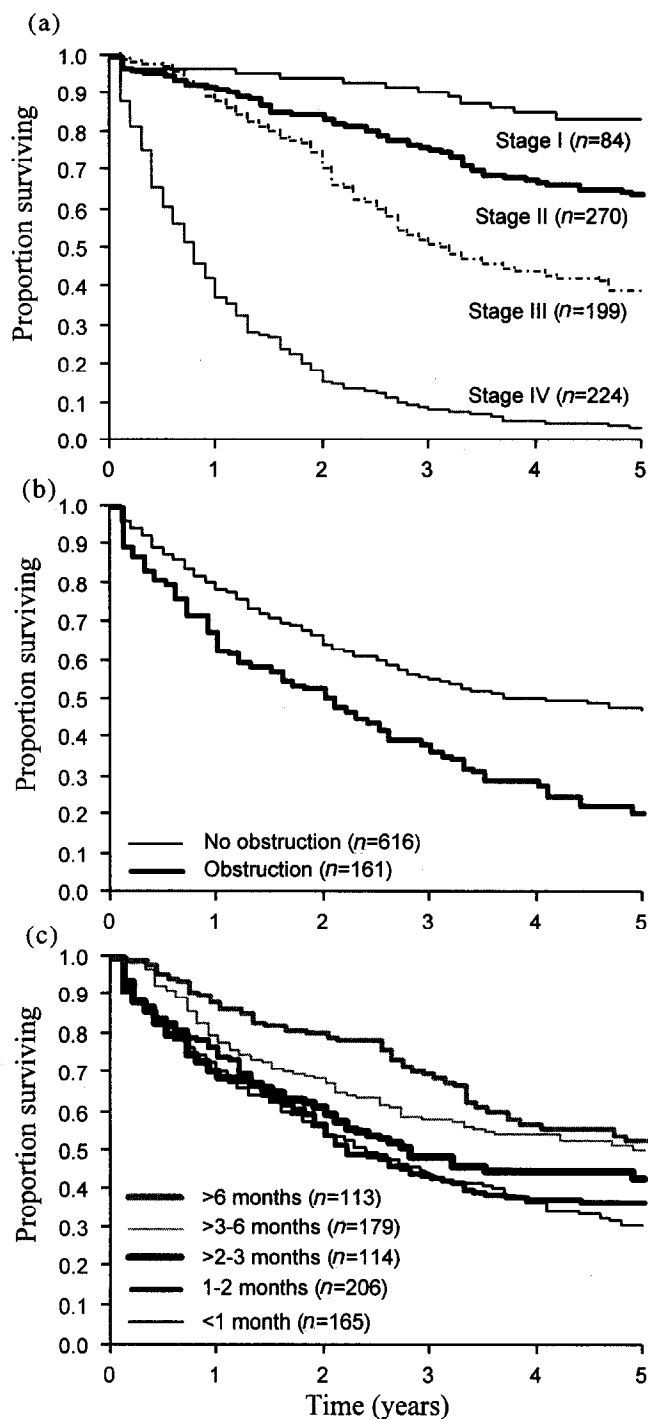 (a)
Proportion surviving
1.0
0.9
0.8
0.7
0.6
0.5
0.4
0.3
0.2
0.1
0.0
Stage I (n=84)
Stage II (n=270)
Stage III (n=199)
Stage IV (n=224)
0 1 2 3 4 5
(b)
Proportion surviving
1.0
0.9
0.8
0.7
0.6
0.5
0.4
0.3
0.2
0.1
0.0
No obstruction (n=616)
Obstruction (n=161)
0 1 2 3 4 5
(c)
Proportion surviving
1.0
0.9
0.8
0.7
0.6
0.5
0.4
0.3
0.2
0.1
0.0
>6 months (n=113)
>3-6 months (n=179)
>2-3 months (n=114)
1-2 months (n=206)
<1 month (n=165)
0 1 2 3 4 5
Time (years)